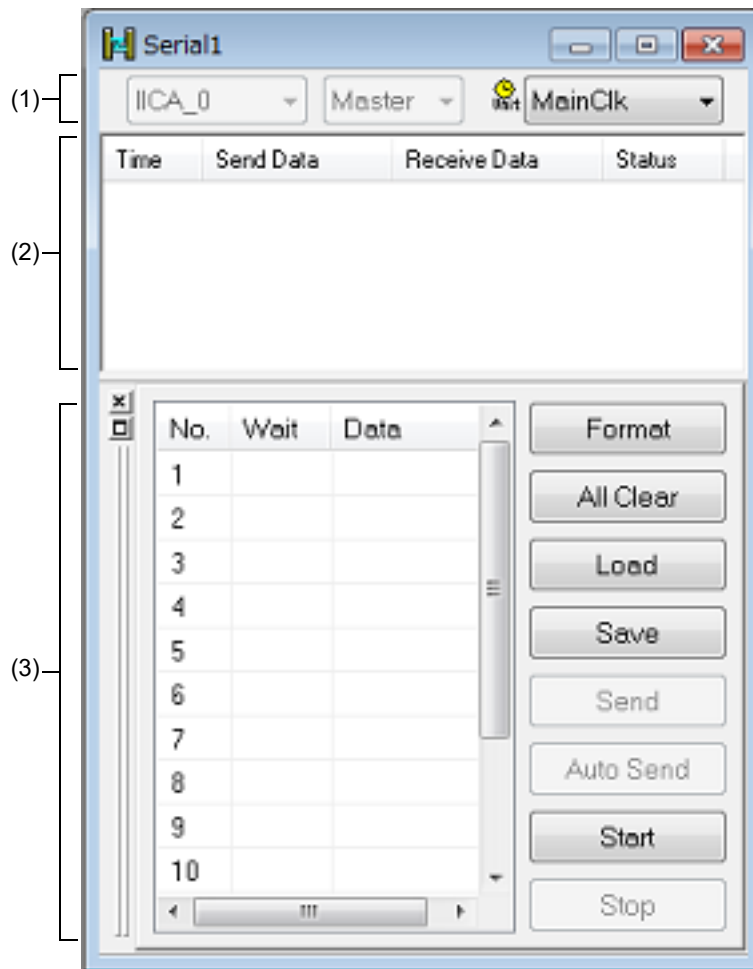 Serial1
(1)
IICA_0 Master Wait MainClk
Time Send Data Receive Data Status
(2)
No. Wait Data
1
2
3
4
5
6
7
8
9
10
(3)
Format
All Clear
Load
Save
Send
Auto Send
Start
Stop